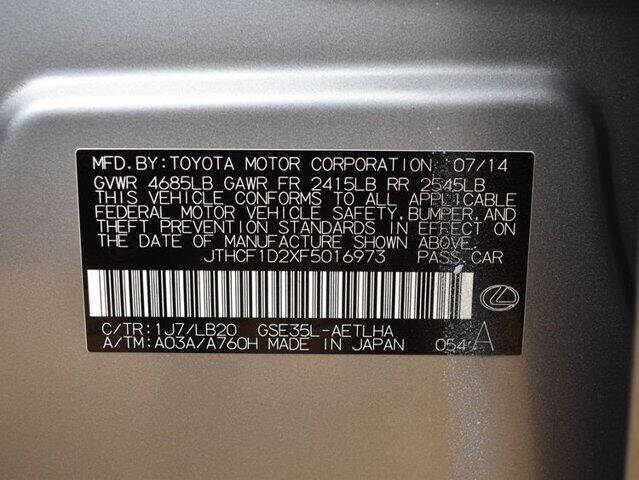 MFD. BY: TOYOTA MOTOR CORPORATION 07/14
GVWR 4685LB GAWR FR 2415LB RR 2545LB
THIS VEHICLE CONFORMS TO ALL APPLICABLE
FEDERAL MOTOR VEHICLE SAFETY, BUMPER, AND
THEFT PREVENTION STANDARDS IN EFFECT ON
THE DATE OF MANUFACTURE SHOWN ABOVE.
JTHCF1D2XF5016973 PASS. CAR
C/TR: 1J7/LB20 GSE35L-AETLHA
A/TM: A03A/A760H MADE IN JAPAN 054 A